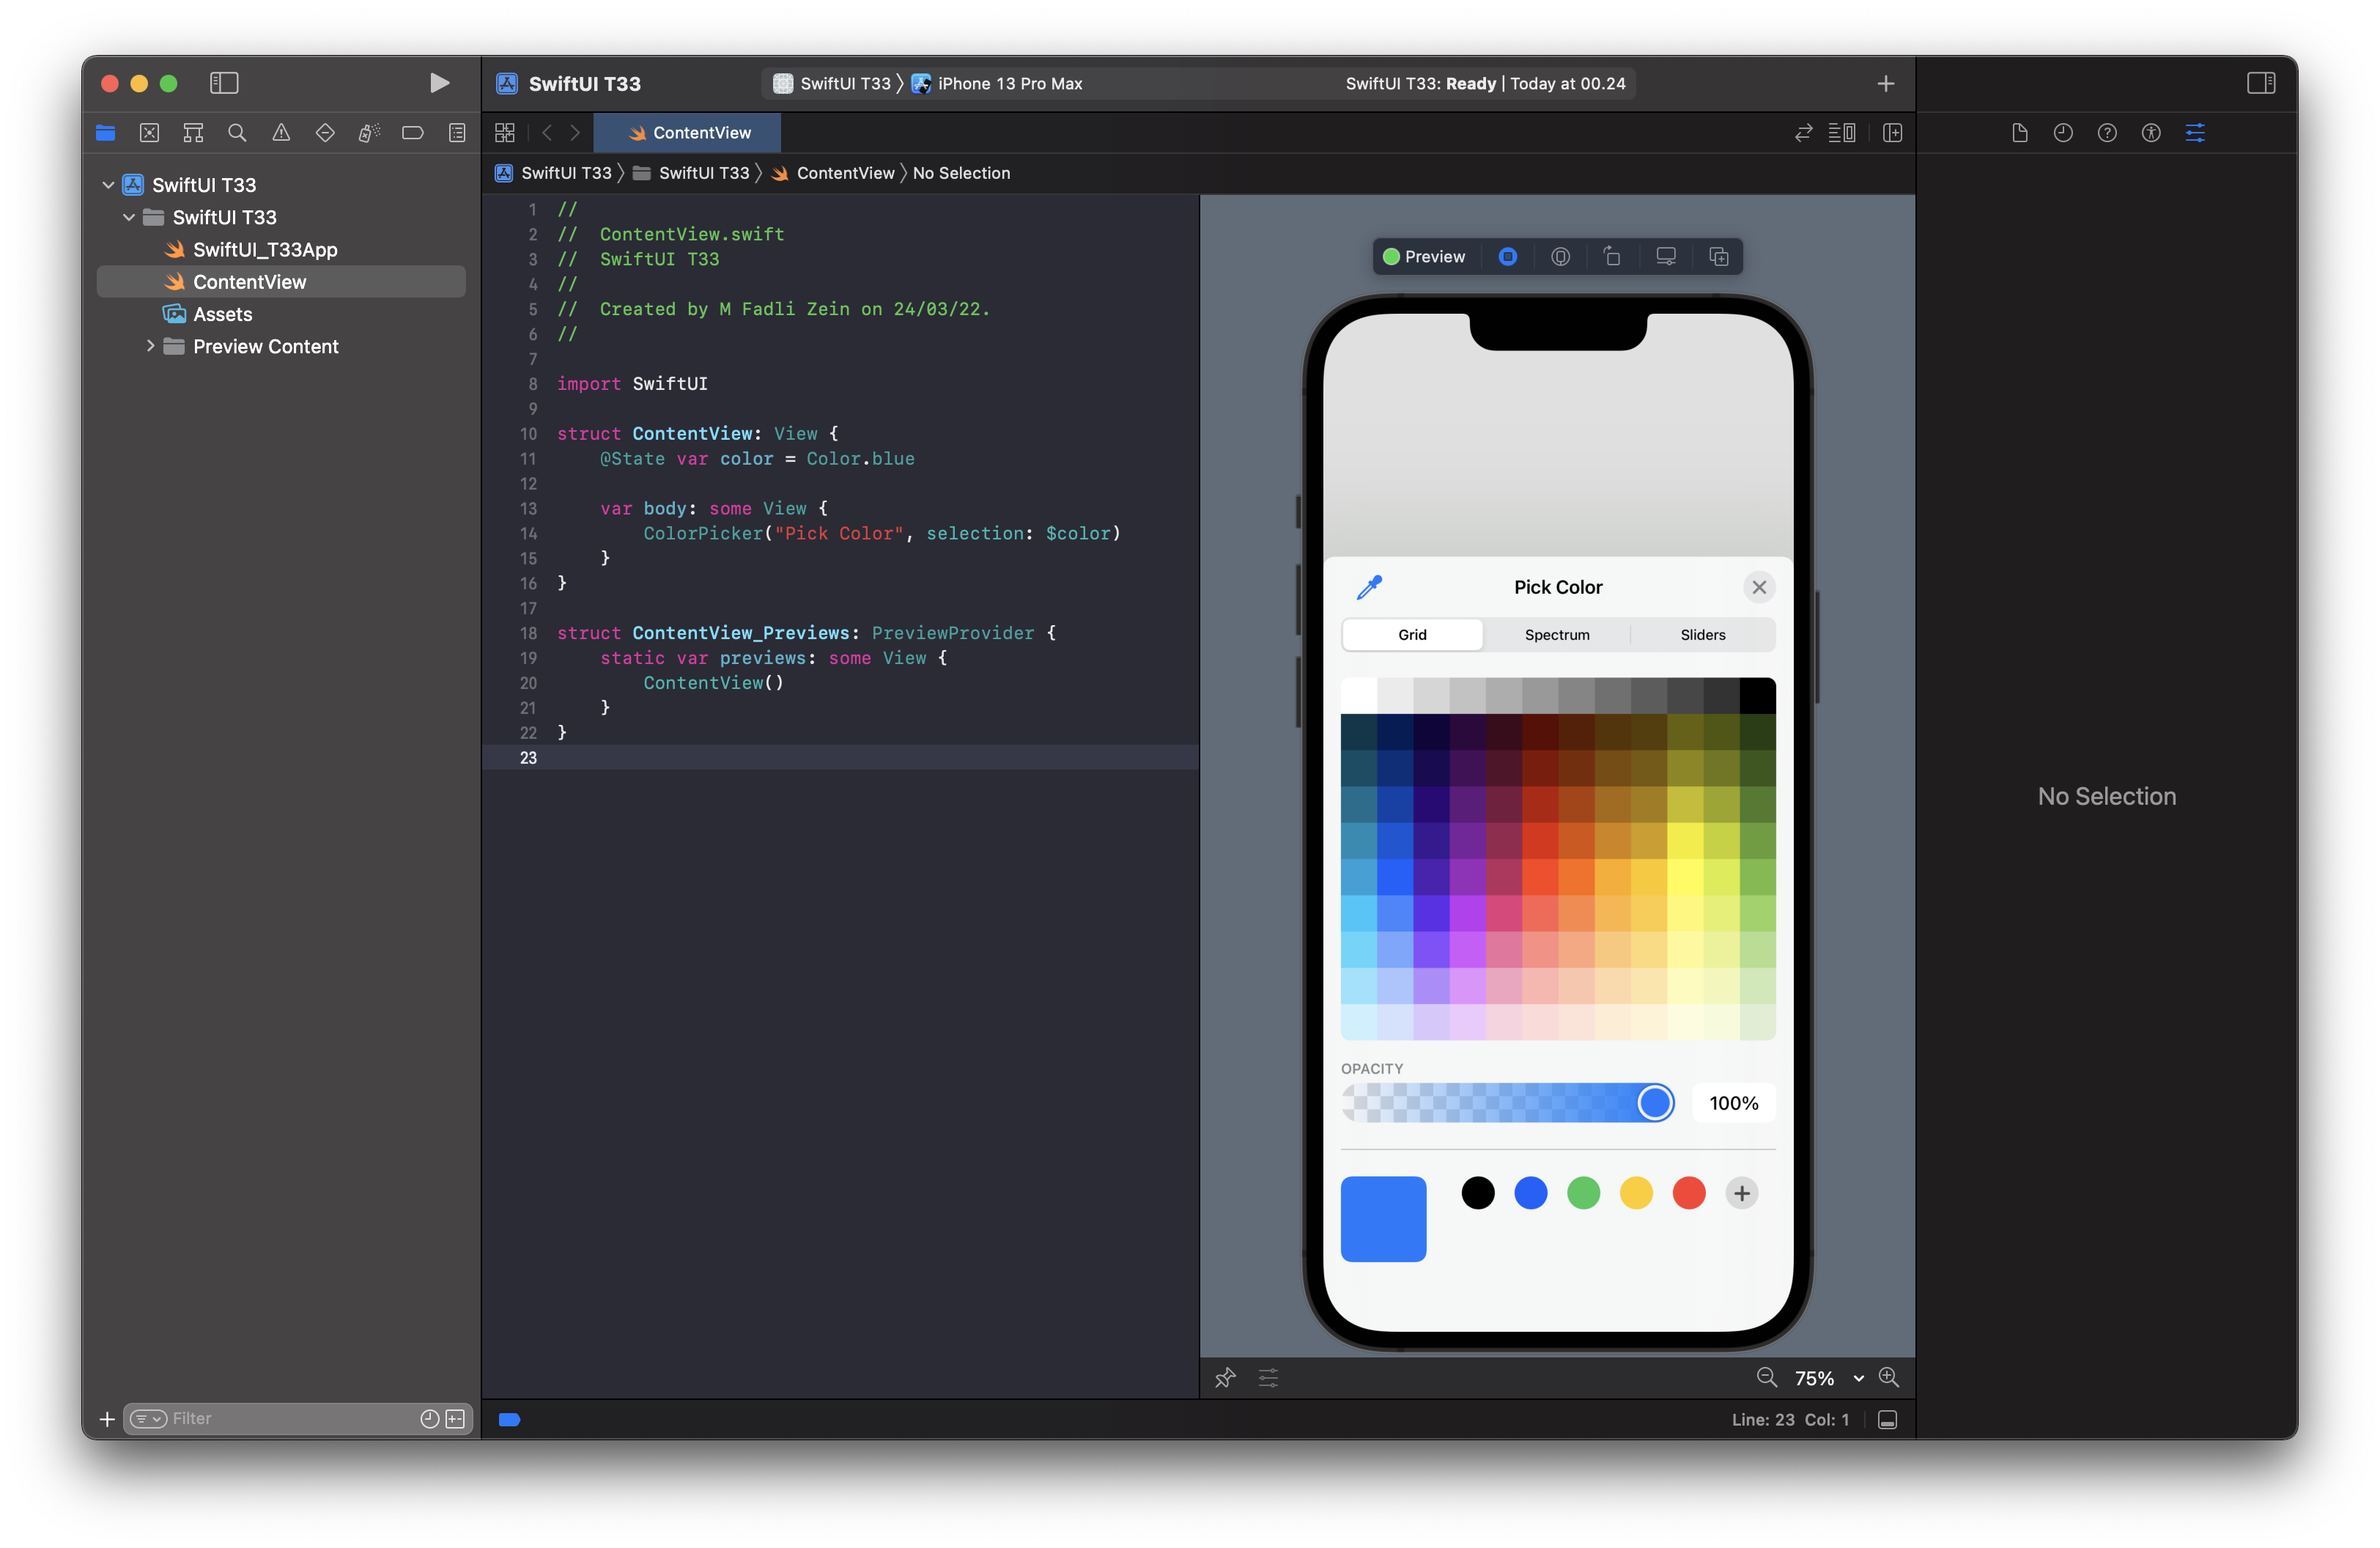 SwiftUI T33
SwiftUI T33 〉 iPhone 13 Pro Max
SwiftUI T33: Ready | Today at 00.24
ContentView
SwiftUI T33 〉 SwiftUI T33 〉 ContentView 〉 No Selection
SwiftUI T33
SwiftUI T33
SwiftUI_T33App
ContentView
Assets
Preview Content
Filter
1 //
2 //  ContentView.swift
3 //  SwiftUI T33
4 //
5 //  Created by M Fadli Zein on 24/03/22.
6 //
7
8 import SwiftUI
9
10 struct ContentView: View {
11     @State var color = Color.blue
12
13     var body: some View {
14         ColorPicker("Pick Color", selection: $color)
15     }
16 }
17
18 struct ContentView_Previews: PreviewProvider {
19     static var previews: some View {
20         ContentView()
21     }
22 }
23
Preview
Pick Color
Grid Spectrum Sliders
OPACITY
100%
75%
Line: 23 Col: 1
No Selection